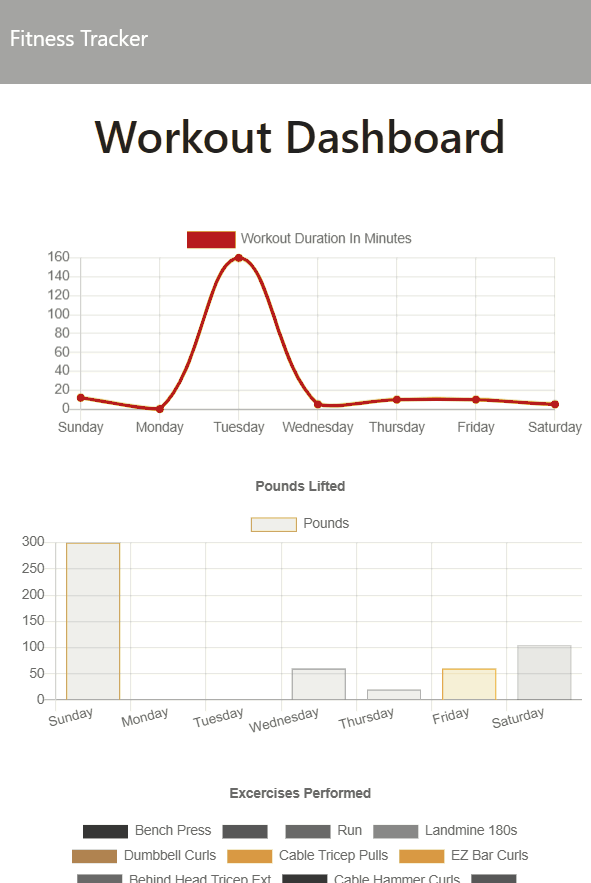 Fitness Tracker
Workout Dashboard
Workout Duration In Minutes
160
140
120
100
80
60
40
20
0
Sunday Monday Tuesday Wednesday Thursday Friday Saturday
Pounds Lifted
Pounds
300
250
200
150
100
50
0
Sunday Monday Tuesday Wednesday Thursday Friday Saturday
Excercises Performed
Bench Press Run Landmine 180s
Dumbbell Curls Cable Tricep Pulls EZ Bar Curls
Behind Head Tricep Ext Cable Hammer Curls